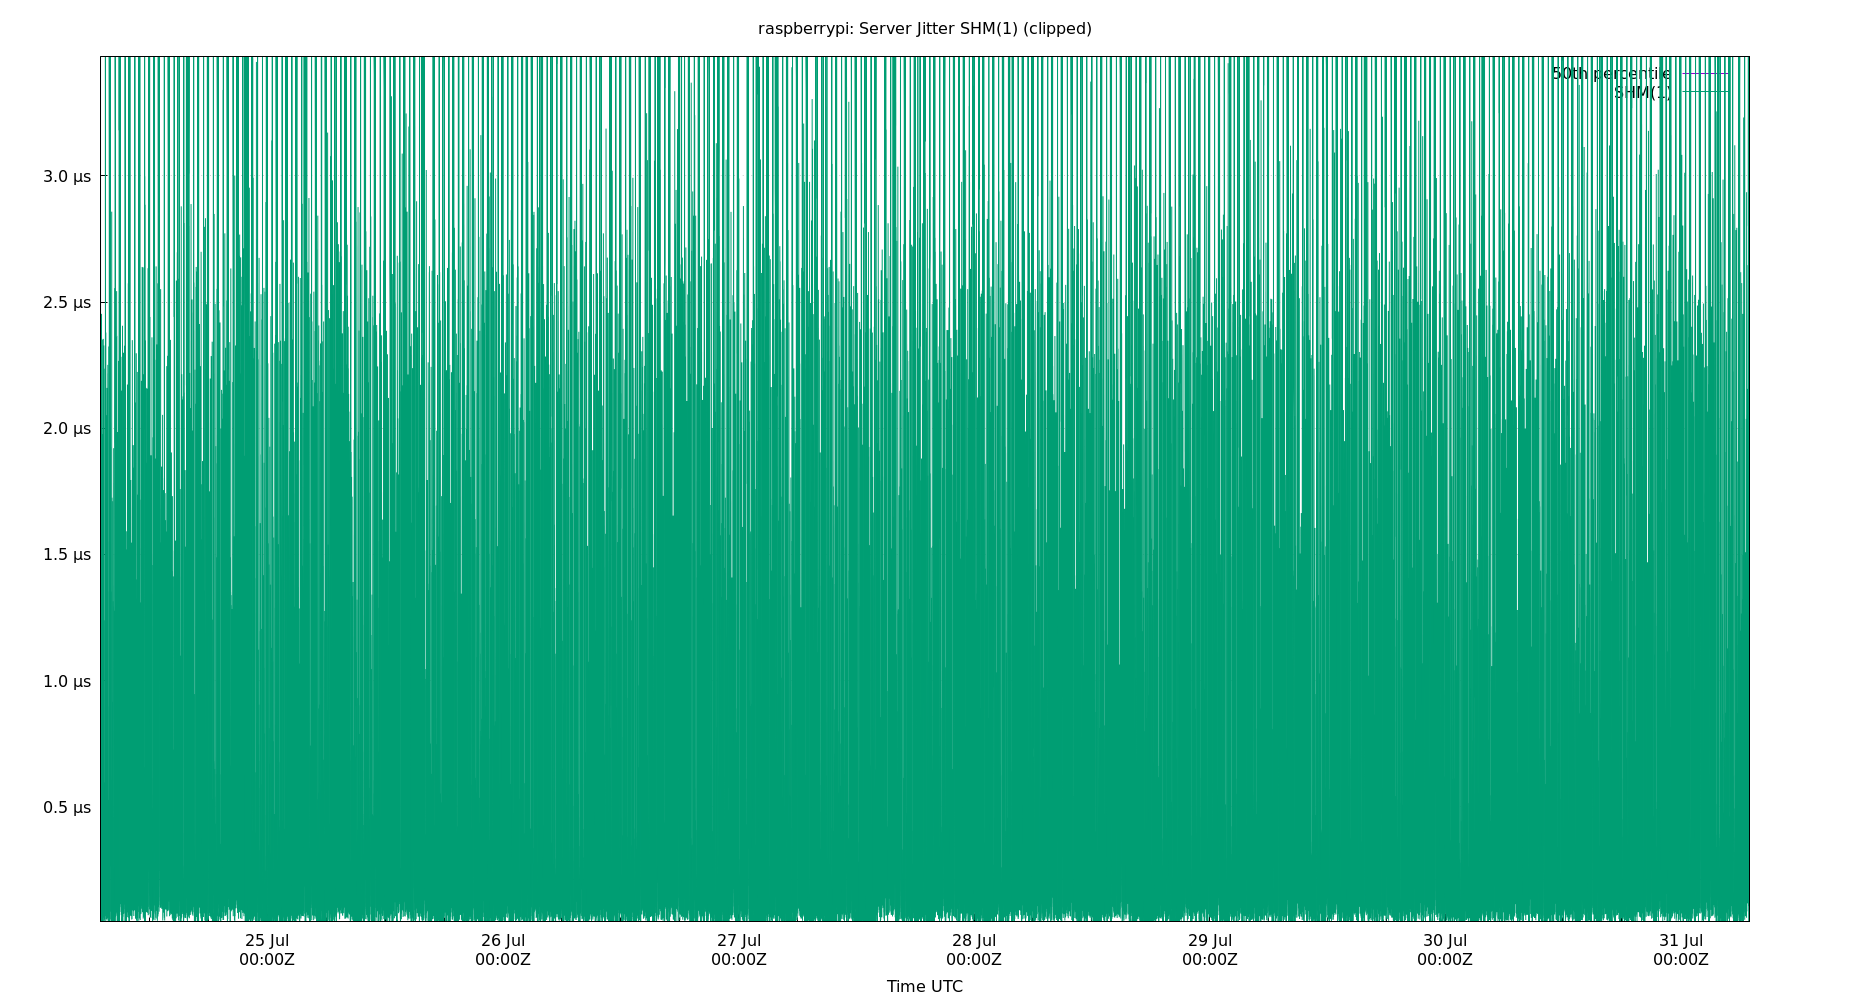 raspberrypi: Server Jitter SHM(1) (clipped)
50th percentile
SHM(1)
3.0 µs
2.5 µs
2.0 µs
1.5 µs
1.0 µs
0.5 µs
25 Jul 26 Jul 27 Jul 28 Jul 29 Jul 30 Jul 31 Jul
00:00Z 00:00Z 00:00Z 00:00Z 00:00Z 00:00Z 00:00Z
Time UTC